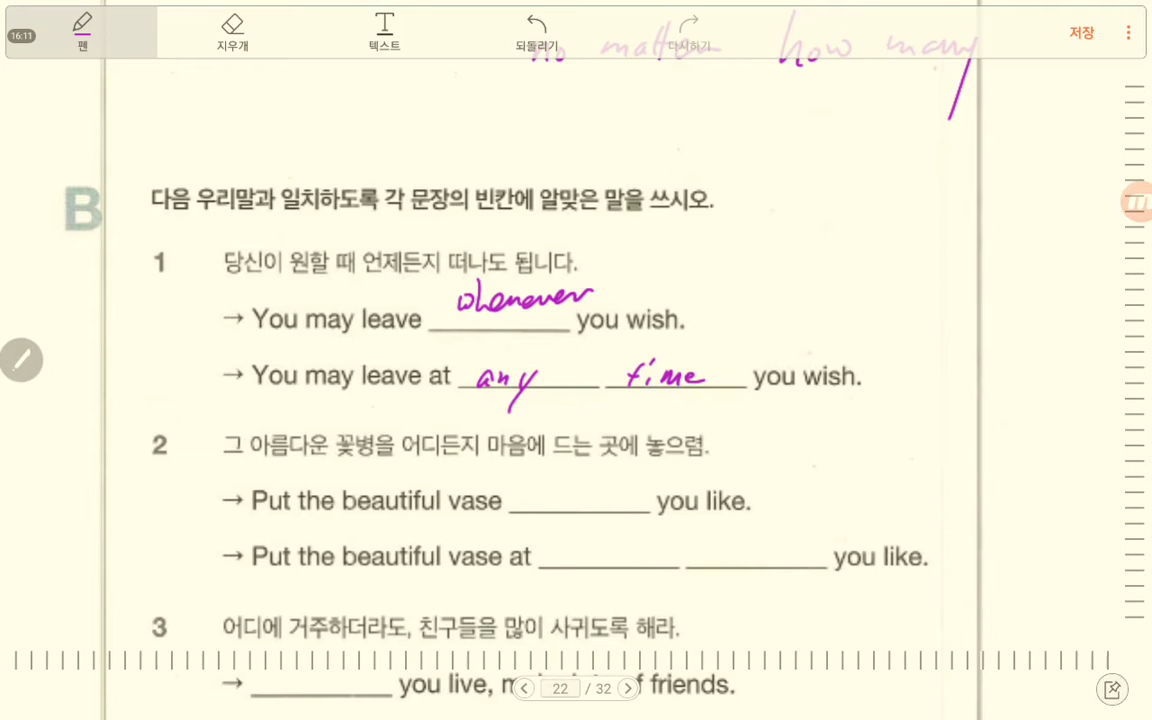 16:11 펜 지우개 텍스트 되돌리기 다시하기 저장
no matter how many
B 다음 우리말과 일치하도록 각 문장의 빈칸에 알맞은 말을 쓰시오.
1 당신이 원할 때 언제든지 떠나도 됩니다.
whenever
→ You may leave __________ you wish.
→ You may leave at any time you wish.
2 그 아름다운 꽃병을 어디든지 마음에 드는 곳에 놓으렴.
→ Put the beautiful vase __________ you like.
→ Put the beautiful vase at __________ __________ you like.
3 어디에 거주하더라도, 친구들을 많이 사귀도록 해라.
→ __________ you live, friends.
22 / 32